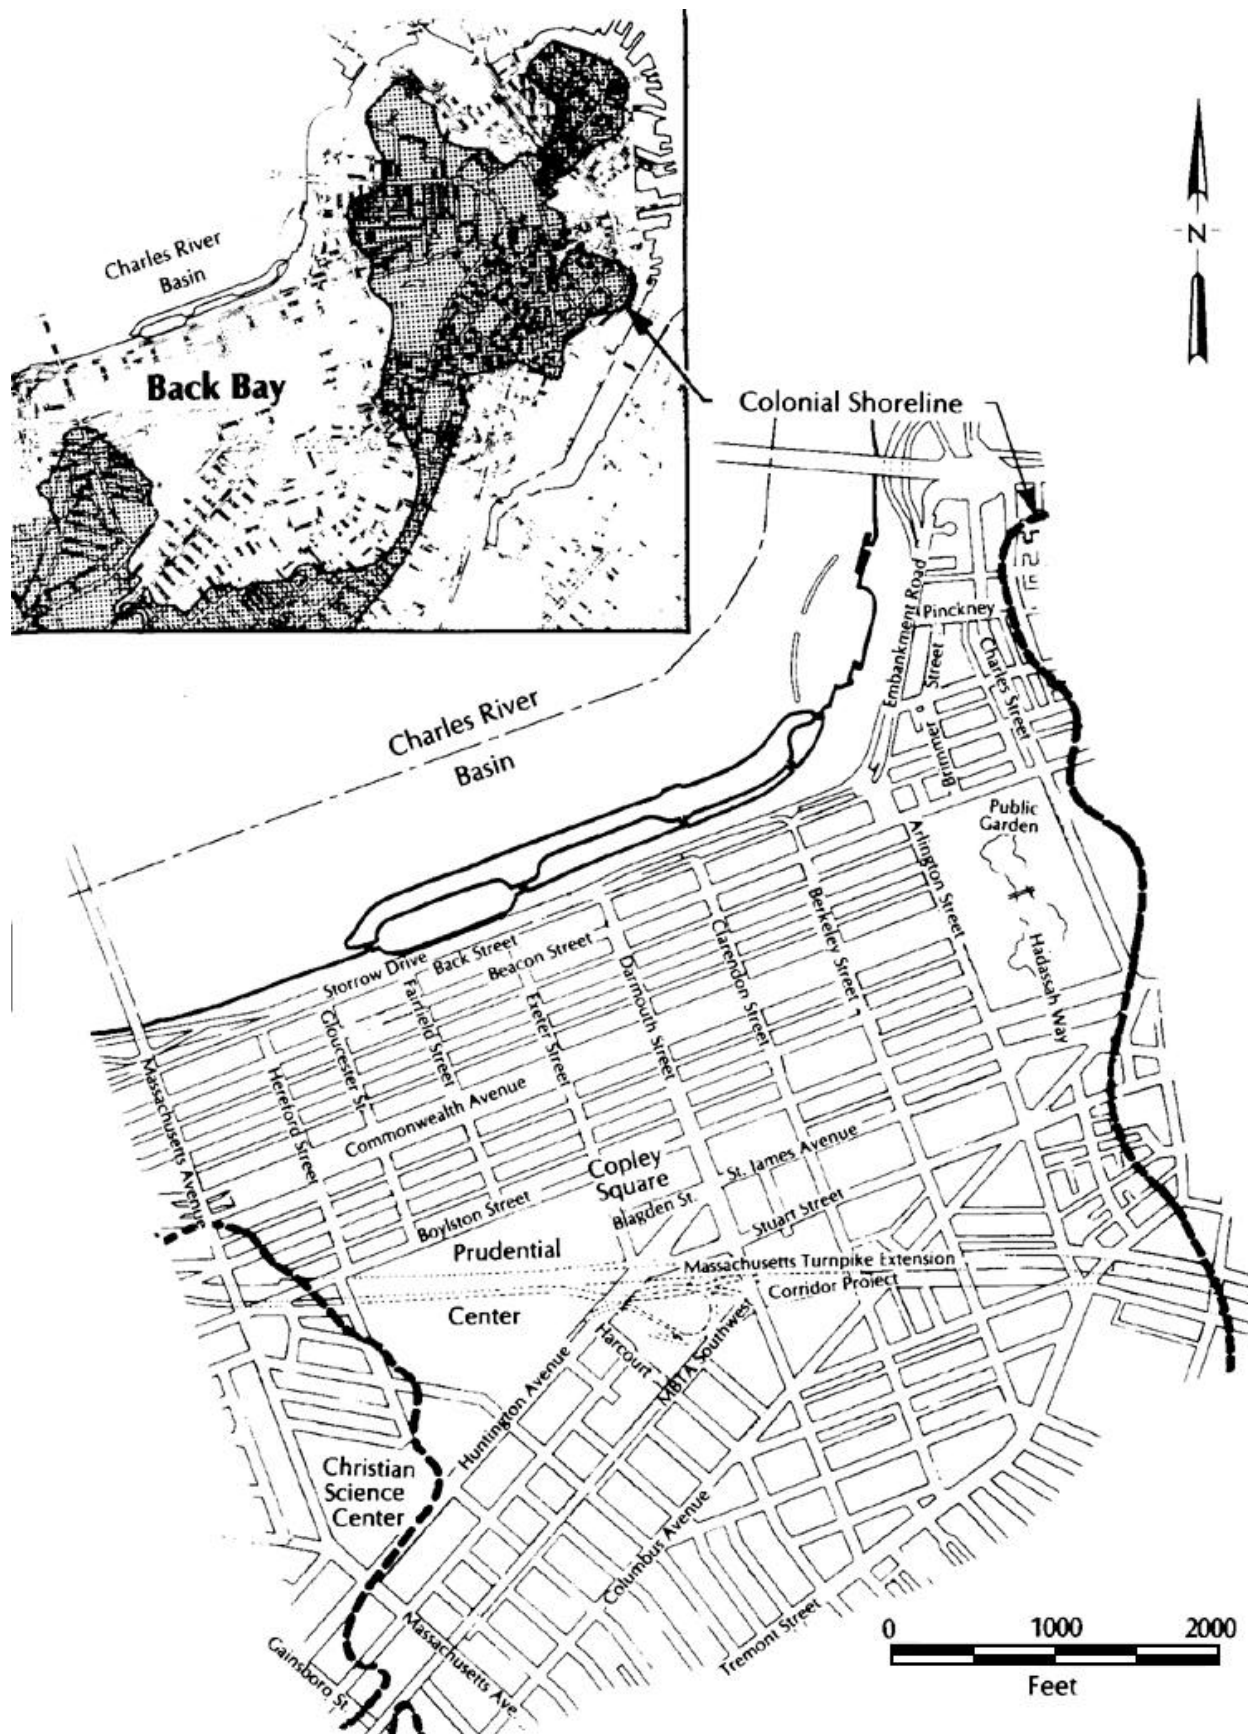 Charles River
Basin
Back Bay
N
Colonial Shoreline
Embankment Road
Pinckney
Street
Charles Street
Brimmer
Charles River
Basin
Public
Garden
Arlington Street
Berkeley Street
Clarendon Street
Hadassah Way
Storrow Drive
Back Street
Beacon Street
Darmouth Street
Fairfield Street
Exeter Street
Gloucester St.
Hereford Street
Massachusetts Avenue
Commonwealth Avenue
Copley
Square
St. James Avenue
Boylston Street
Blagden St.
Stuart Street
Prudential
Center
Massachusetts Turnpike Extension
Corridor Project
MBTA Southwest
Harcourt
Huntington Avenue
Christian
Science
Center
Columbus Avenue
Tremont Street
Massachusetts Ave.
Gainsboro St.
0 1000 2000
Feet